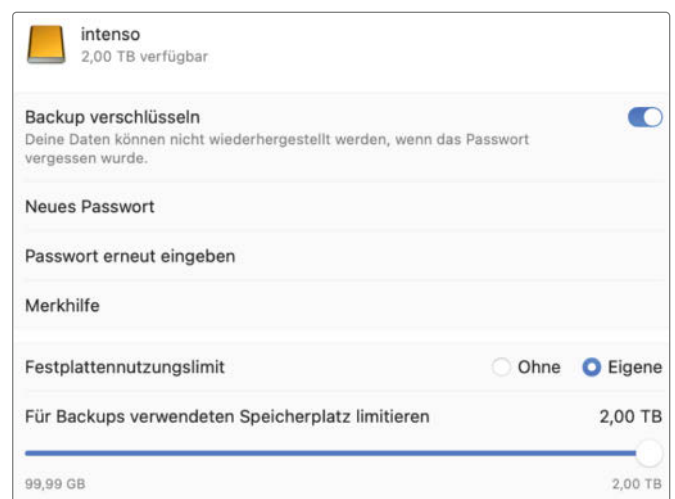 intenso
2,00 TB verfügbar
Backup verschlüsseln
Deine Daten können nicht wiederhergestellt werden, wenn das Passwort
vergessen wurde.
Neues Passwort
Passwort erneut eingeben
Merkhilfe
Festplattennutzungslimit Ohne Eigene
Für Backups verwendeten Speicherplatz limitieren 2,00 TB
99,99 GB 2,00 TB